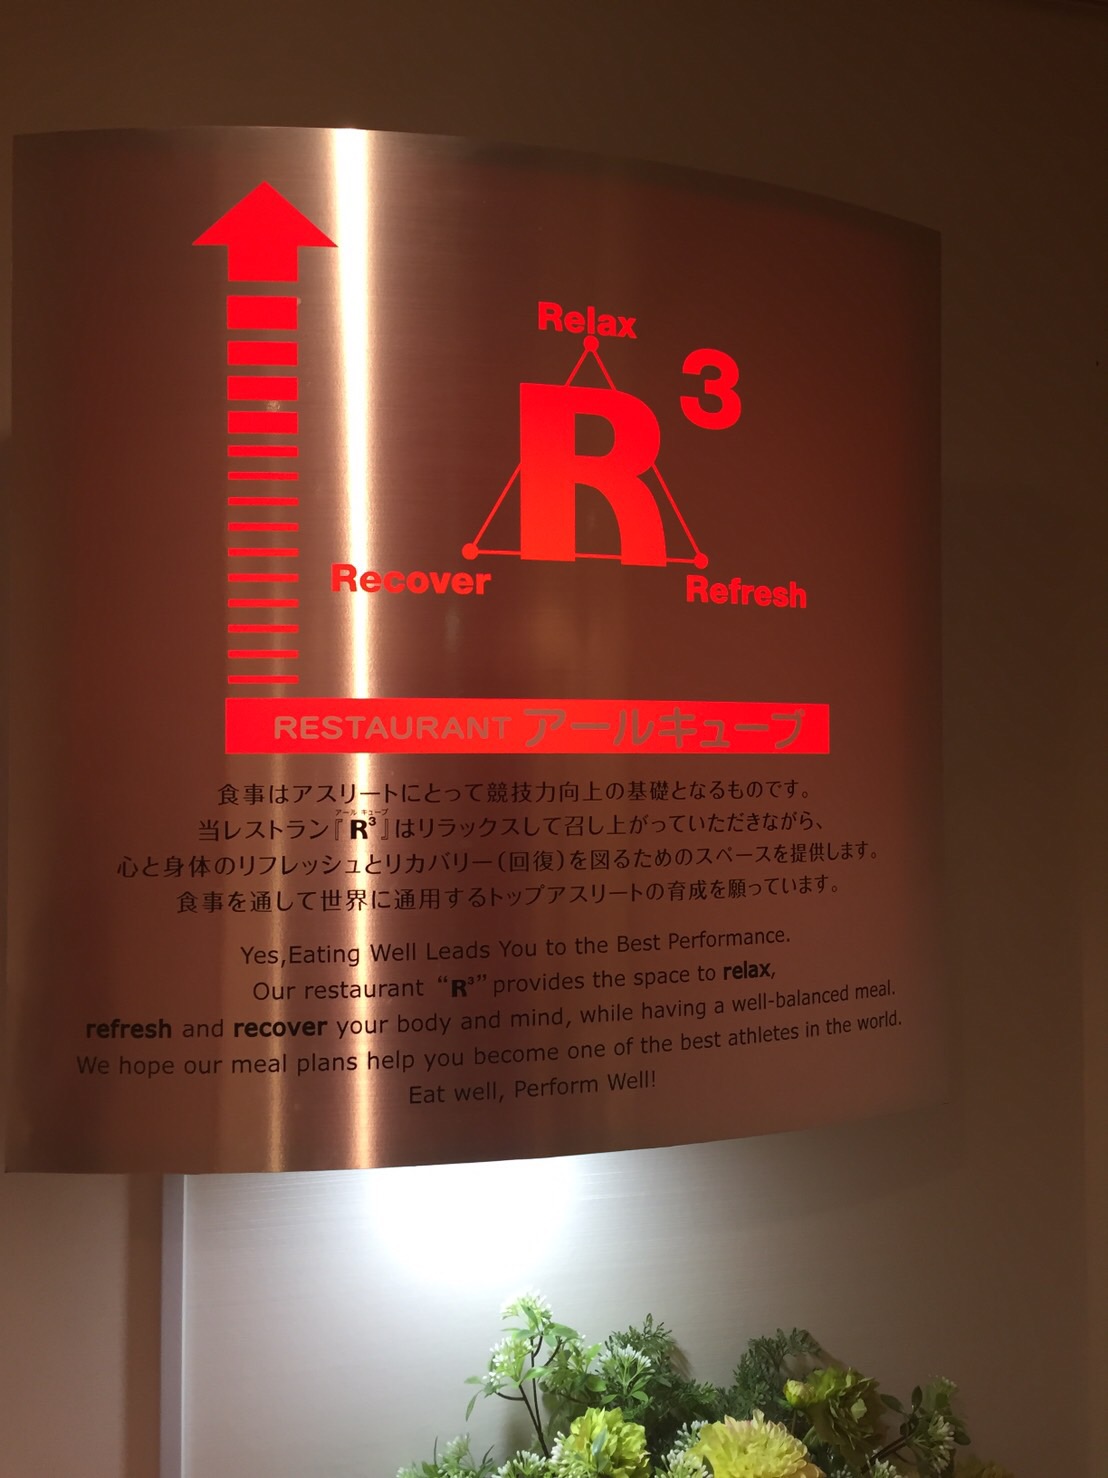 Relax
R³
Recover
Refresh
RESTAURANT アールキューブ
食事はアスリートにとって競技力向上の基礎となるものです。
アール キューブ
当レストラン『R³』はリラックスして召し上がっていただきながら、
心と身体のリフレッシュとリカバリー(回復)を図るためのスペースを提供します。
食事を通して世界に通用するトップアスリートの育成を願っています。
Yes,Eating Well Leads You to the Best Performance.
Our restaurant “R³” provides the space to relax,
refresh and recover your body and mind, while having a well-balanced meal.
We hope our meal plans help you become one of the best athletes in the world.
Eat well, Perform Well!